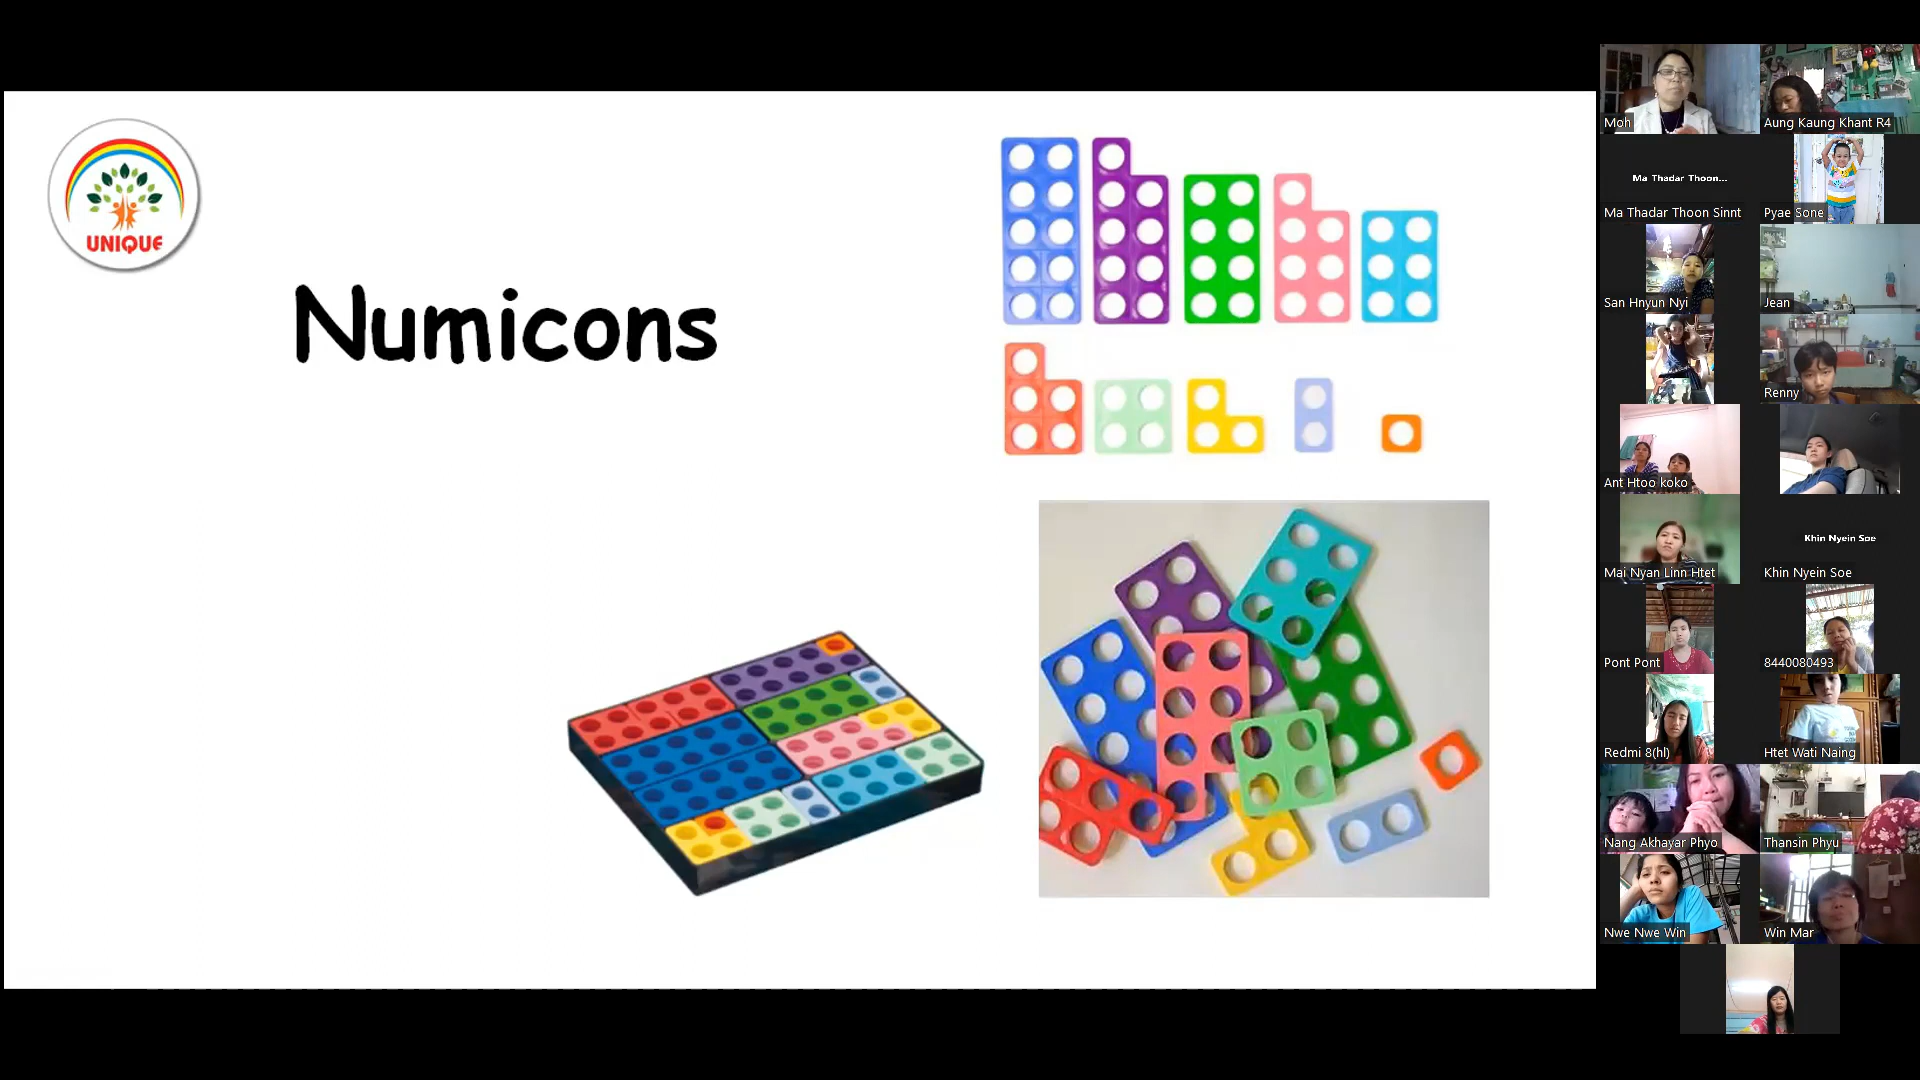 UNIQUE
Numicons
Moh
Aung Kaung Khant R4
Ma Thadar Thoon...
Ma Thadar Thoon Sinnt
Pyae Sone
San Hnyun Nyi
Jean
Renny
Ant Htoo koko
Mai Nyan Linn Htet
Khin Nyein Soe
Khin Nyein Soe
Pont Pont
8440080493
Redmi 8(hl)
Htet Wati Naing
Nang Akhayar Phyo
Thansin Phyu
Nwe Nwe Win
Win Mar